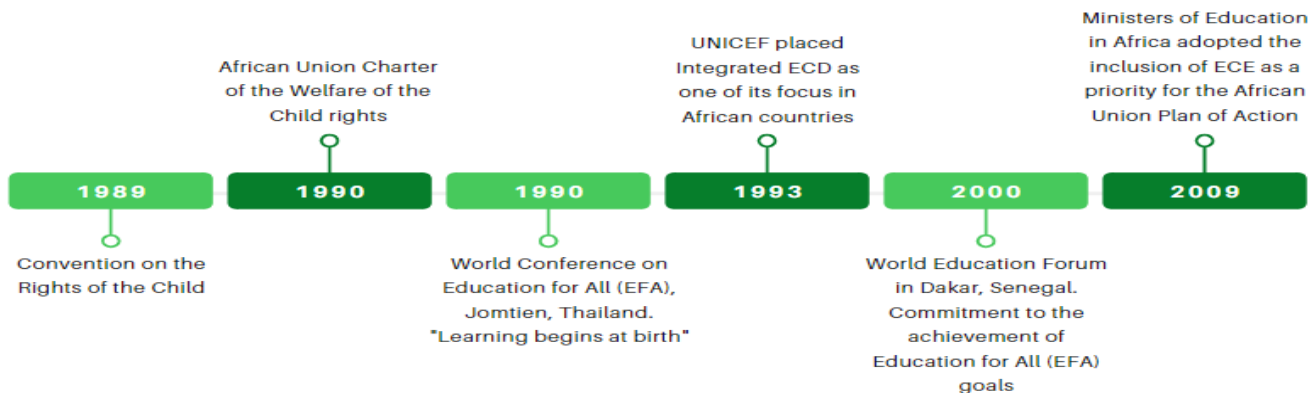 1989
Convention on the
Rights of the Child
African Union Charter
of the Welfare of the
Child rights
1990
1990
World Conference on
Education for All (EFA),
Jomtien, Thailand.
"Learning begins at birth"
UNICEF placed
Integrated ECD as
one of its focus in
African countries
1993
2000
World Education Forum
in Dakar, Senegal.
Commitment to the
achievement of
Education for All (EFA)
goals
Ministers of Education
in Africa adopted the
inclusion of ECE as a
priority for the African
Union Plan of Action
2009